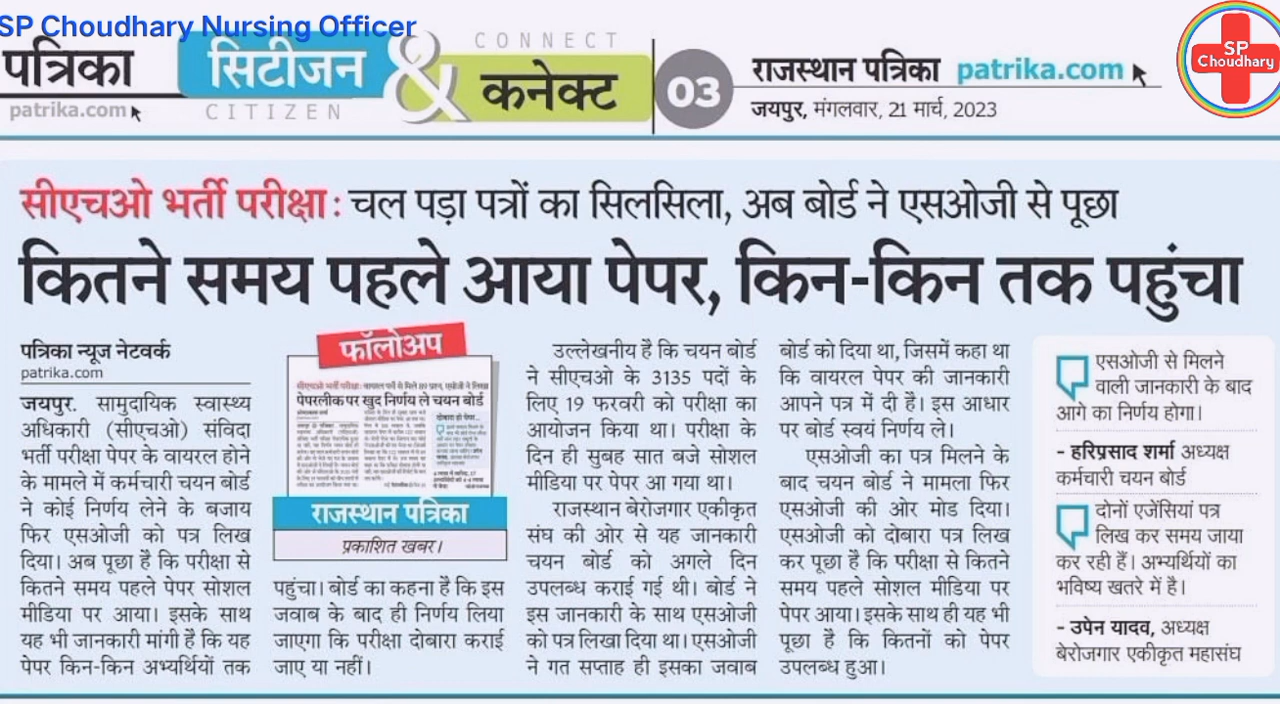 SP Choudhary Nursing Officer
पत्रिका
patrika.com
सिटीजन
CITIZEN
&
CONNECT
कनेक्ट
03
राजस्थान पत्रिका patrika.com
जयपुर, मंगलवार, 21 मार्च, 2023
SP
Choudhary
सीएचओ भर्ती परीक्षा: चल पड़ा पत्रों का सिलसिला, अब बोर्ड ने एसओजी से पूछा
कितने समय पहले आया पेपर, किन-किन तक पहुंचा
पत्रिका न्यूज नेटवर्क
patrika.com
जयपुर. सामुदायिक स्वास्थ्य
अधिकारी (सीएचओ) संविदा
भर्ती परीक्षा पेपर के वायरल होने
के मामले में कर्मचारी चयन बोर्ड
ने कोई निर्णय लेने के बजाय
फिर एसओजी को पत्र लिख
दिया। अब पूछा है कि परीक्षा से
कितने समय पहले पेपर सोशल
मीडिया पर आया। इसके साथ
यह भी जानकारी मांगी है कि यह
पेपर किन-किन अभ्यर्थियों तक
फॉलोअप
पेपरलीक पर खुद निर्णय ले चयन बोर्ड
राजस्थान पत्रिका
प्रकाशित खबर।
पहुंचा। बोर्ड का कहना है कि इस
जवाब के बाद ही निर्णय लिया
जाएगा कि परीक्षा दोबारा कराई
जाए या नहीं।
उल्लेखनीय है कि चयन बोर्ड
ने सीएचओ के 3135 पदों के
लिए 19 फरवरी को परीक्षा का
आयोजन किया था। परीक्षा के
दिन ही सुबह सात बजे सोशल
मीडिया पर पेपर आ गया था।
राजस्थान बेरोजगार एकीकृत
संघ की ओर से यह जानकारी
चयन बोर्ड को अगले दिन
उपलब्ध कराई गई थी। बोर्ड ने
इस जानकारी के साथ एसओजी
को पत्र लिखा दिया था। एसओजी
ने गत सप्ताह ही इसका जवाब
बोर्ड को दिया था, जिसमें कहा था
कि वायरल पेपर की जानकारी
आपने पत्र में दी है। इस आधार
पर बोर्ड स्वयं निर्णय ले।
एसओजी का पत्र मिलने के
बाद चयन बोर्ड ने मामला फिर
एसओजी की ओर मोड दिया।
एसओजी को दोबारा पत्र लिख
कर पूछा है कि परीक्षा से कितने
समय पहले सोशल मीडिया पर
पेपर आया। इसके साथ ही यह भी
पूछा है कि कितनों को पेपर
उपलब्ध हुआ।
एसओजी से मिलने
वाली जानकारी के बाद
आगे का निर्णय होगा।
- हरिप्रसाद शर्मा अध्यक्ष
कर्मचारी चयन बोर्ड
दोनों एजेंसियां पत्र
लिख कर समय जाया
कर रही हैं। अभ्यर्थियों का
भविष्य खतरे में है।
- उपेन यादव, अध्यक्ष
बेरोजगार एकीकृत महासंघ